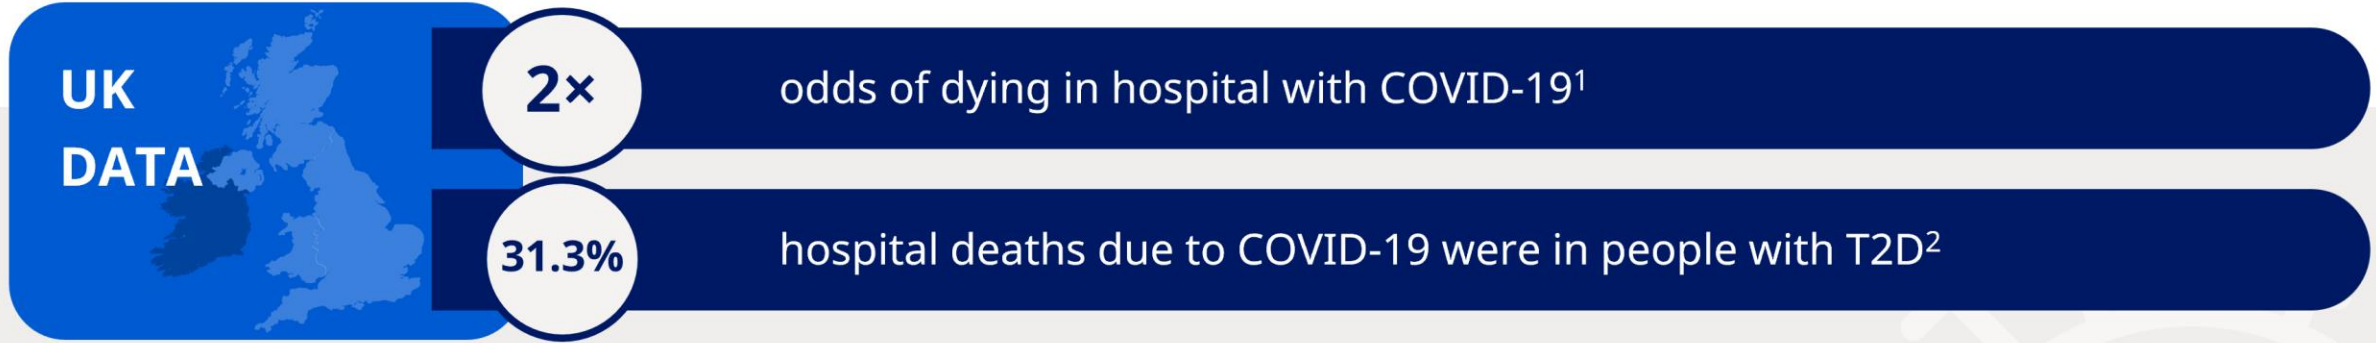 UK
DATA
2×
odds of dying in hospital with COVID-19¹
31.3%
hospital deaths due to COVID-19 were in people with T2D²